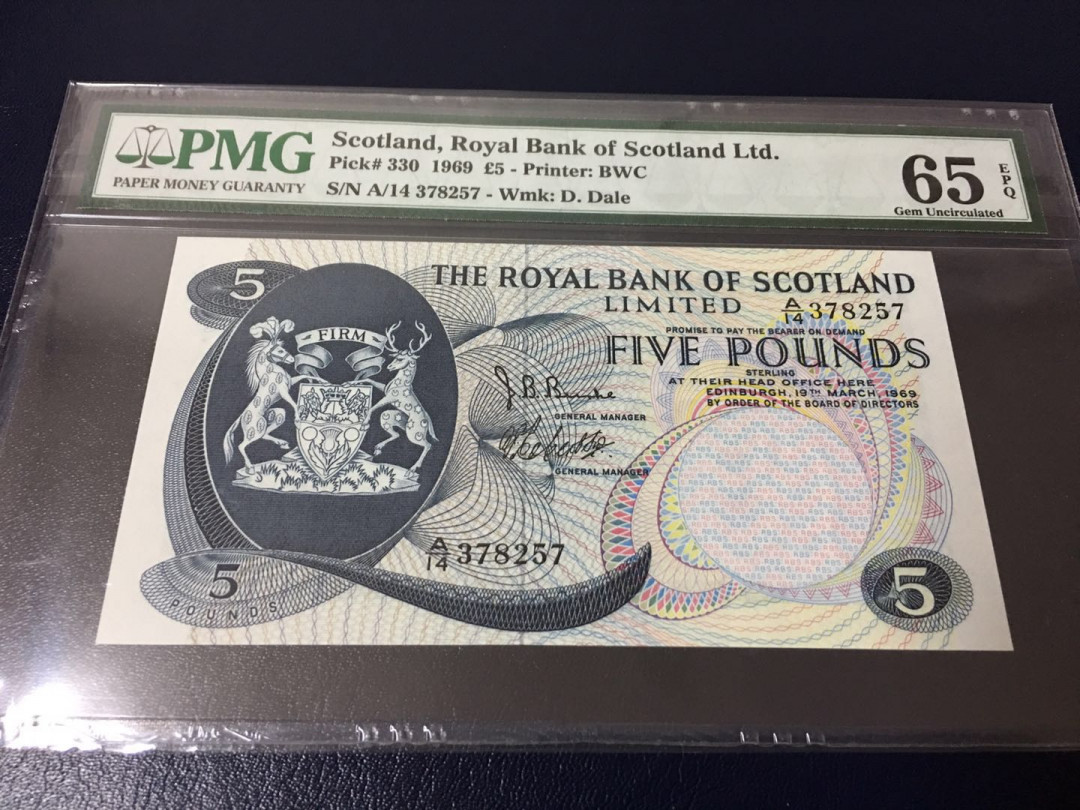 PMG
PAPER MONEY GUARANTY
Scotland, Royal Bank of Scotland Ltd.
Pick# 330 1969 £5 - Printer: BWC
S/N A/14 378257 - Wmk: D. Dale
65
EPQ
Gem Uncirculated
5
FIRM
THE ROYAL BANK OF SCOTLAND
LIMITED A/14 378257
PROMISE TO PAY THE BEARER ON DEMAND
FIVE POUNDS
STERLING
AT THEIR HEAD OFFICE HERE
EDINBURGH, 19TH MARCH, 1969
BY ORDER OF THE BOARD OF DIRECTORS
J.B. Burke
GENERAL MANAGER
GENERAL MANAGER
A/14 378257
5
POUNDS
5